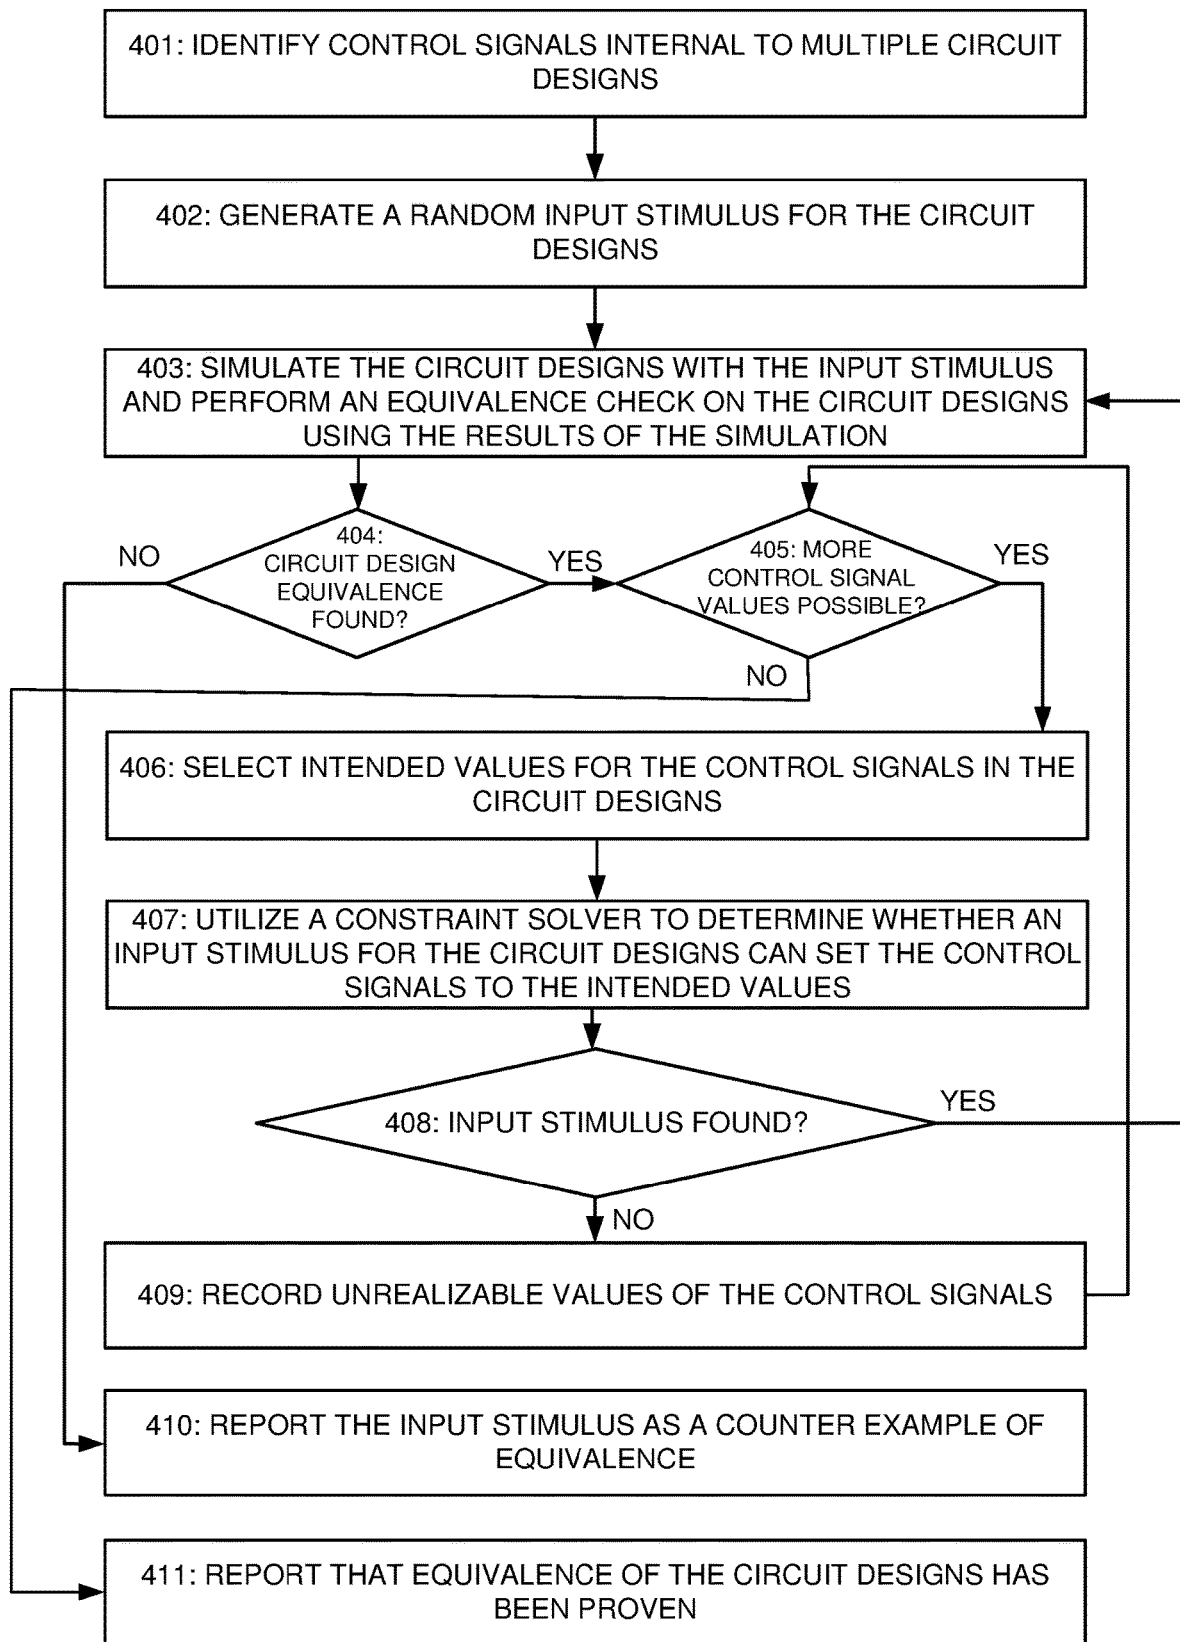 401: IDENTIFY CONTROL SIGNALS INTERNAL TO MULTIPLE CIRCUIT
DESIGNS
402: GENERATE A RANDOM INPUT STIMULUS FOR THE CIRCUIT
DESIGNS
403: SIMULATE THE CIRCUIT DESIGNS WITH THE INPUT STIMULUS
AND PERFORM AN EQUIVALENCE CHECK ON THE CIRCUIT DESIGNS
USING THE RESULTS OF THE SIMULATION
NO
404:
CIRCUIT DESIGN
EQUIVALENCE
FOUND?
YES
405: MORE
CONTROL SIGNAL
VALUES POSSIBLE?
YES
NO
406: SELECT INTENDED VALUES FOR THE CONTROL SIGNALS IN THE
CIRCUIT DESIGNS
407: UTILIZE A CONSTRAINT SOLVER TO DETERMINE WHETHER AN
INPUT STIMULUS FOR THE CIRCUIT DESIGNS CAN SET THE CONTROL
SIGNALS TO THE INTENDED VALUES
408: INPUT STIMULUS FOUND?
YES
NO
409: RECORD UNREALIZABLE VALUES OF THE CONTROL SIGNALS
410: REPORT THE INPUT STIMULUS AS A COUNTER EXAMPLE OF
EQUIVALENCE
411: REPORT THAT EQUIVALENCE OF THE CIRCUIT DESIGNS HAS
BEEN PROVEN